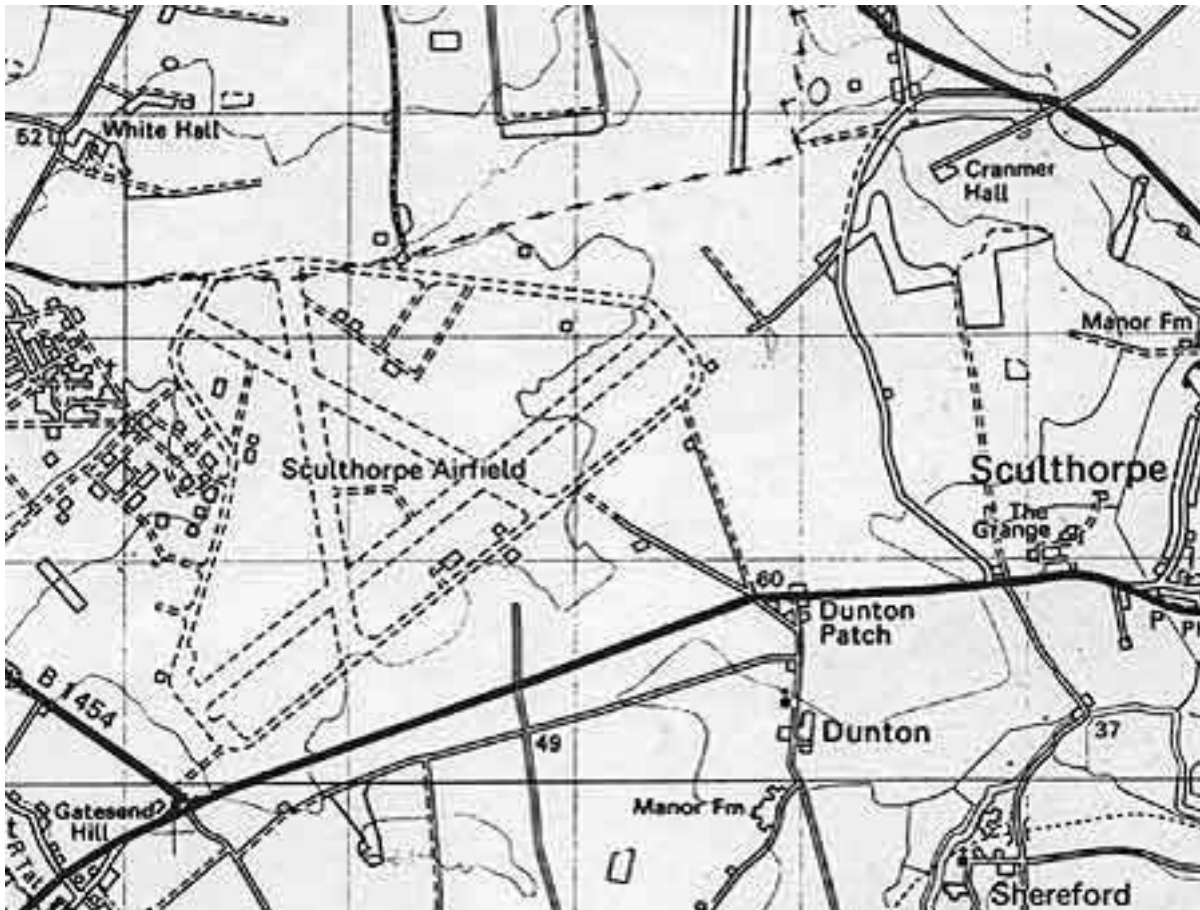 52
White Hall
Cranmer
Hall
Manor Fm
Sculthorpe Airfield
Sculthorpe
The
Grange
60
Dunton
Patch
P
B 1454
Dunton
49
37
Gatesend
Hill
Manor Fm
Shereford